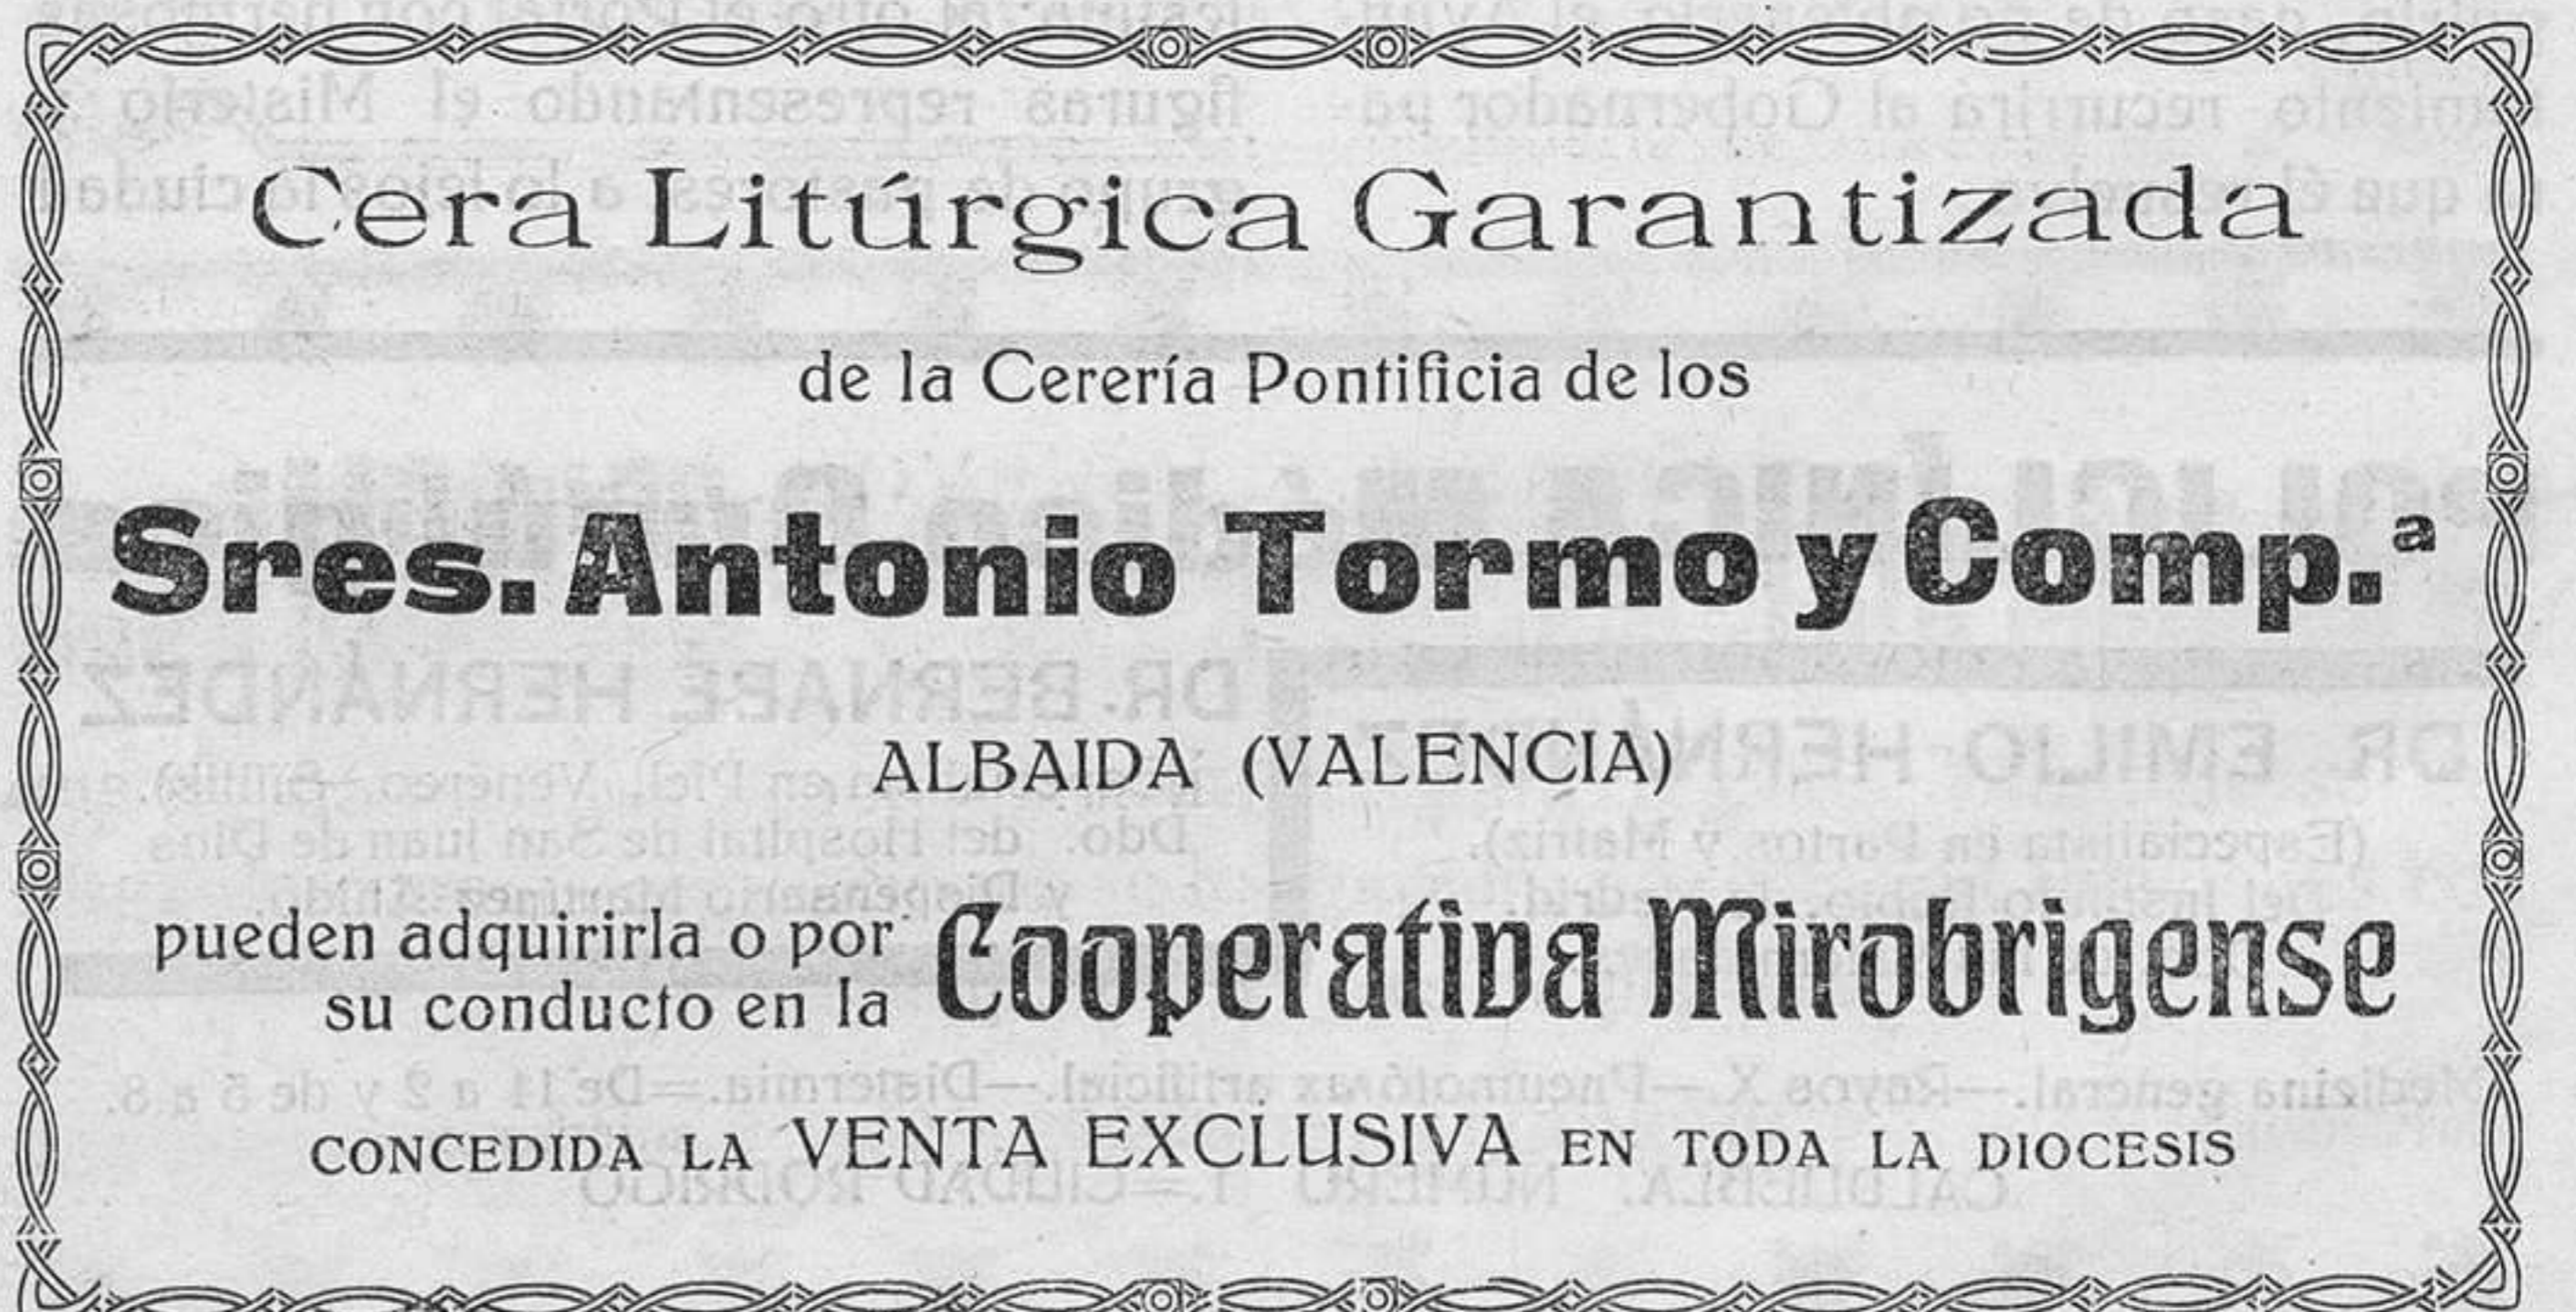 Cera Litúrgica Garantizada
de la Cerería Pontificia de los
Sres. Antonio Tormo y Comp.ª
ALBAIDA (VALENCIA)
pueden adquirirla o por
su conducto en la
Cooperativa Mirobrigense
CONCEDIDA LA VENTA EXCLUSIVA EN TODA LA DIOCESIS